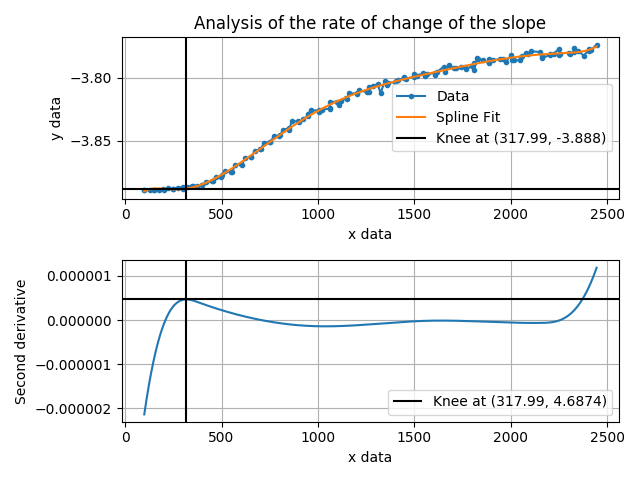 Analysis of the rate of change of the slope
−3.80
−3.85
y data
Data
Spline Fit
Knee at (317.99, -3.888)
0
500
1000
1500
2000
2500
x data
0.000001
0.000000
−0.000001
−0.000002
Second derivative
Knee at (317.99, 4.6874)
0
500
1000
1500
2000
2500
x data